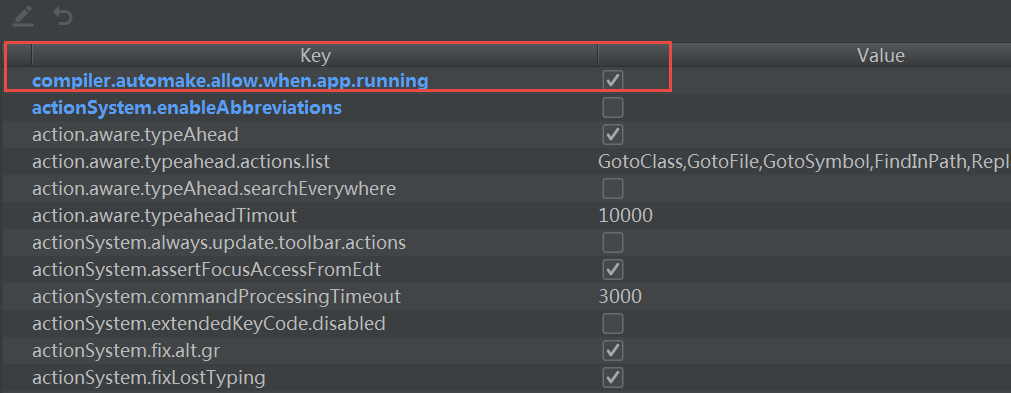 Key Value
compiler.automake.allow.when.app.running
actionSystem.enableAbbreviations
action.aware.typeAhead
action.aware.typeahead.actions.list GotoClass,GotoFile,GotoSymbol,FindInPath,Repl
action.aware.typeAhead.searchEverywhere
action.aware.typeaheadTimout 10000
actionSystem.always.update.toolbar.actions
actionSystem.assertFocusAccessFromEdt
actionSystem.commandProcessingTimeout 3000
actionSystem.extendedKeyCode.disabled
actionSystem.fix.alt.gr
actionSystem.fixLostTyping